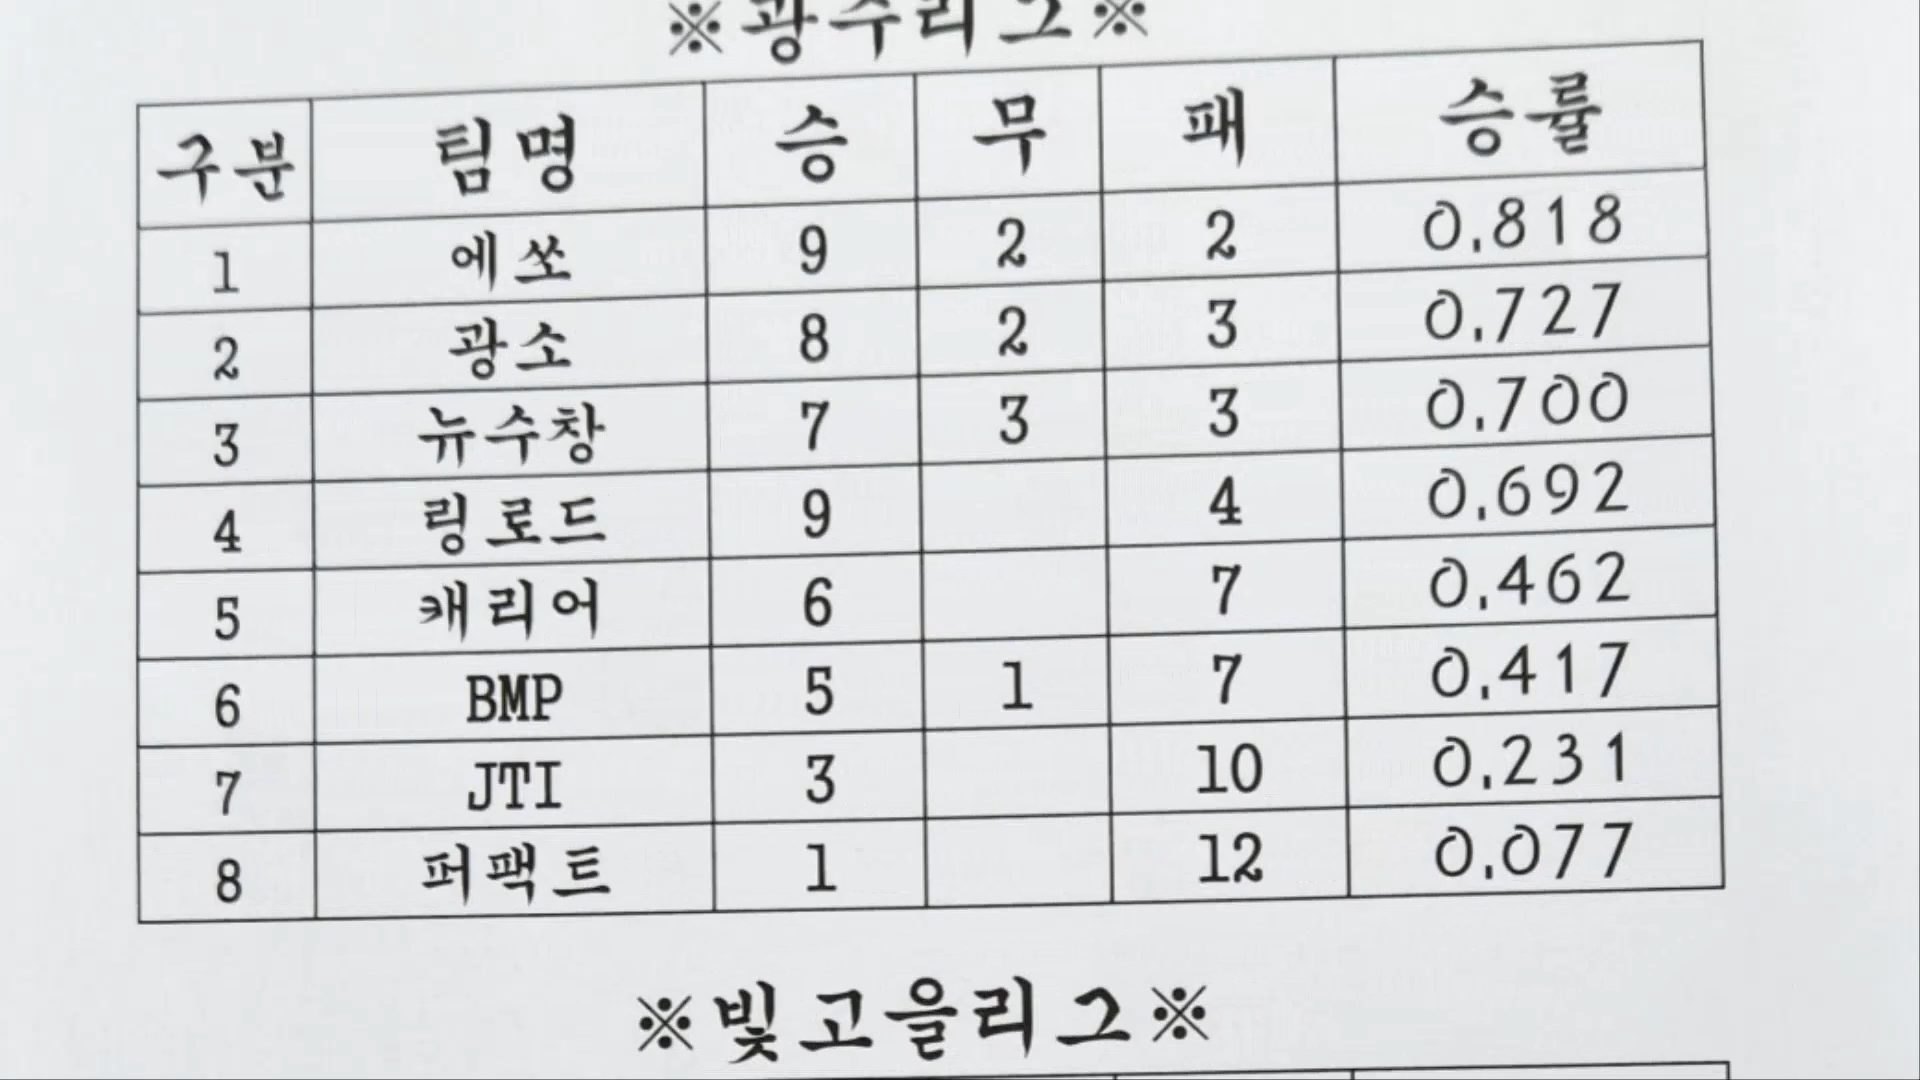 ※광주리그※
구분 팀명 승 무 패 승률
1 에쏘 9 2 2 0.818
2 광소 8 2 3 0.727
3 뉴수창 7 3 3 0.700
4 링로드 9 4 0.692
5 캐리어 6 7 0.462
6 BMP 5 1 7 0.417
7 JTI 3 10 0.231
8 퍼팩트 1 12 0.077
※빛고을리그※